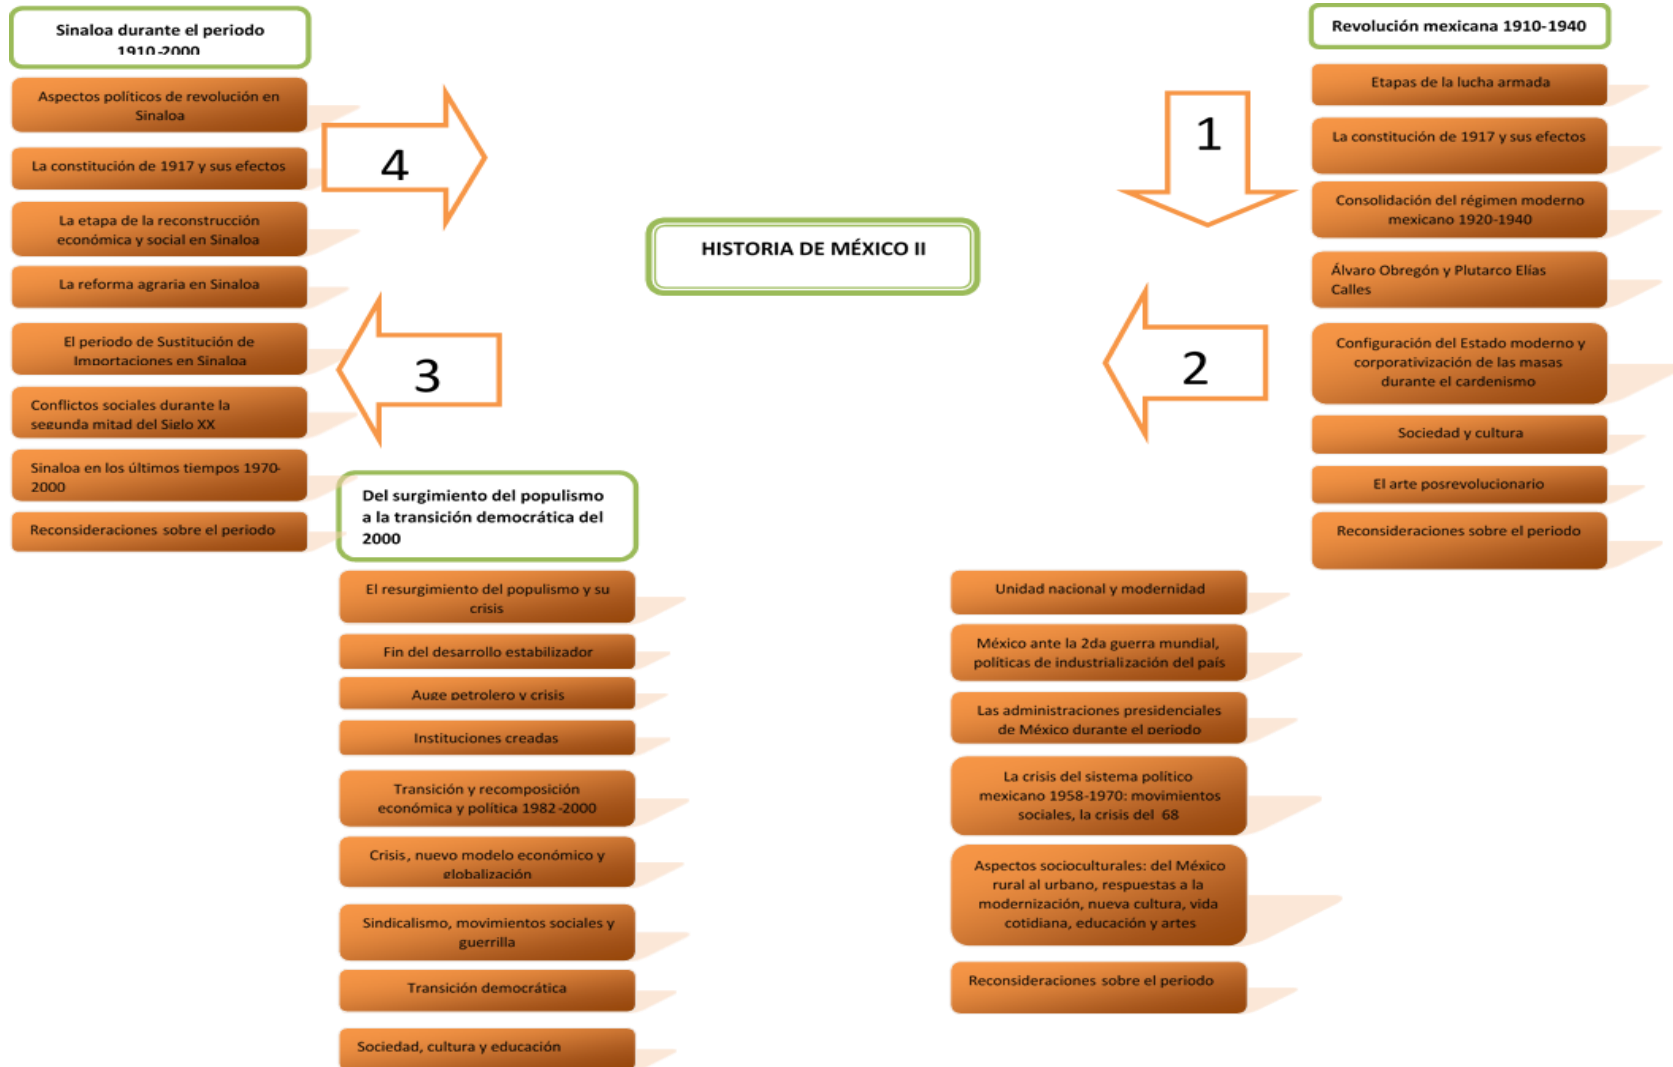 Sinaloa durante el periodo
1910-2000
Aspectos políticos de revolución en
Sinaloa
La constitución de 1917 y sus efectos
La etapa de la reconstrucción
económica y social en Sinaloa
La reforma agraria en Sinaloa
El periodo de Sustitución de
Importaciones en Sinaloa
Conflictos sociales durante la
segunda mitad del Siglo XX
Sinaloa en los últimos tiempos 1970-
2000
Reconsideraciones sobre el periodo
4
3
HISTORIA DE MÉXICO II
1
2
Revolución mexicana 1910-1940
Etapas de la lucha armada
La constitución de 1917 y sus efectos
Consolidación del régimen moderno
mexicano 1920-1940
Álvaro Obregón y Plutarco Elías
Calles
Configuración del Estado moderno y
corporativización de las masas
durante el cardenismo
Sociedad y cultura
El arte posrevolucionario
Reconsideraciones sobre el periodo
Del surgimiento del populismo
a la transición democrática del
2000
El resurgimiento del populismo y su
crisis
Fin del desarrollo estabilizador
Auge petrolero y crisis
Instituciones creadas
Transición y recomposición
económica y política 1982-2000
Crisis, nuevo modelo económico y
globalización
Sindicalismo, movimientos sociales y
guerrilla
Transición democrática
Sociedad, cultura y educación
Unidad nacional y modernidad
México ante la 2da guerra mundial,
políticas de industrialización del país
Las administraciones presidenciales
de México durante el periodo
La crisis del sistema político
mexicano 1958-1970: movimientos
sociales, la crisis del 68
Aspectos socioculturales: del México
rural al urbano, respuestas a la
modernización, nueva cultura, vida
cotidiana, educación y artes
Reconsideraciones sobre el periodo